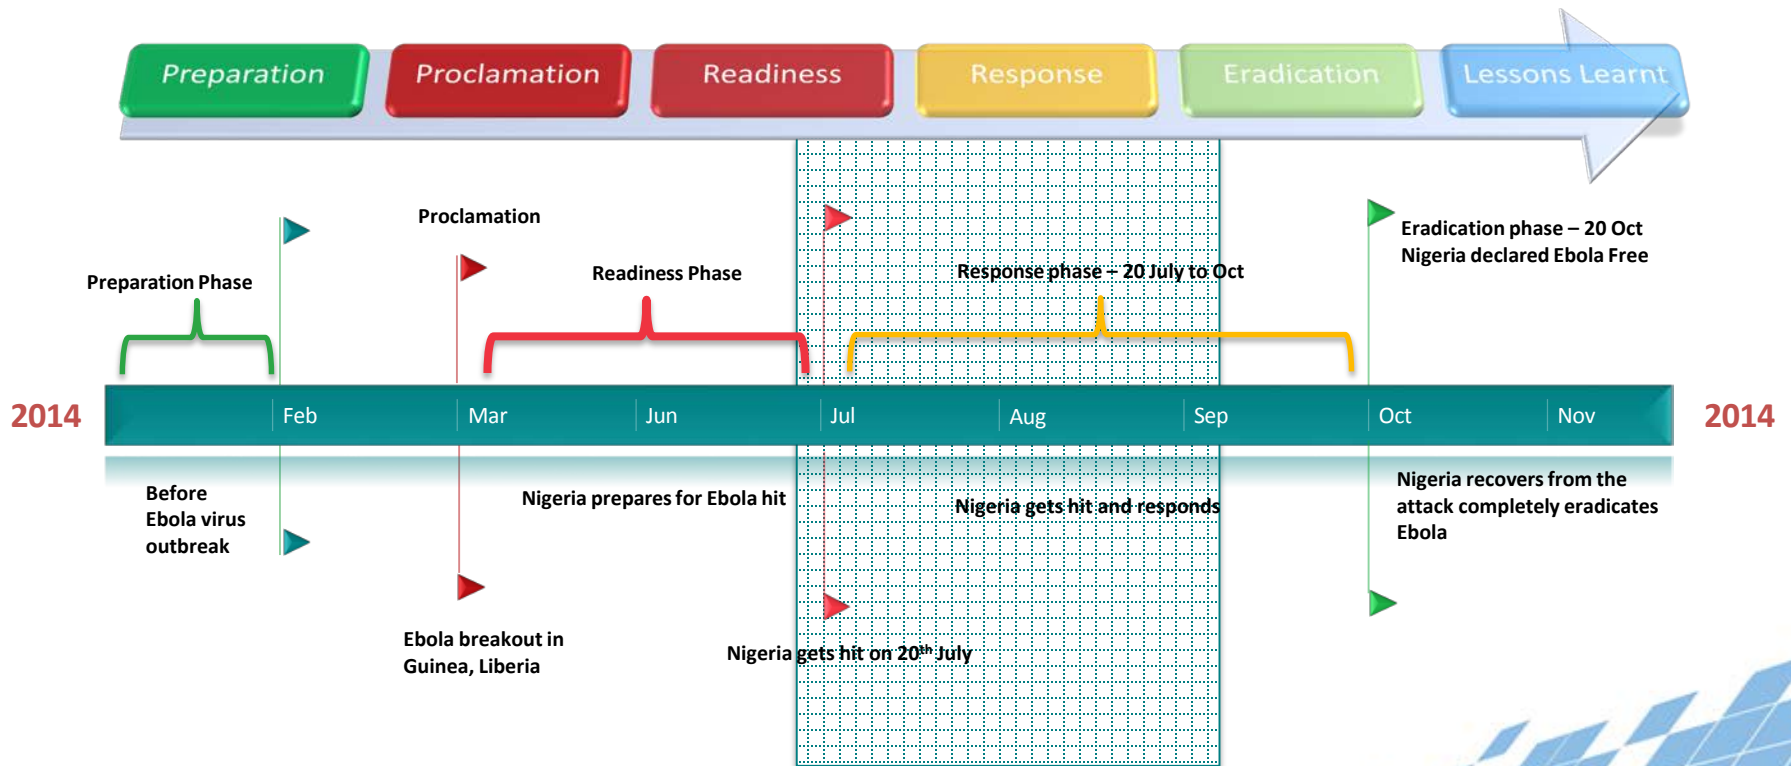 Preparation
Proclamation
Readiness
Response
Eradication
Lessons Learnt
Proclamation
Eradication phase – 20 Oct
Nigeria declared Ebola Free
Preparation Phase
Readiness Phase
Response phase – 20 July to Oct
2014
Feb
Mar
Jun
Jul
Aug
Sep
Oct
Nov
2014
Before
Ebola virus
outbreak
Nigeria prepares for Ebola hit
Nigeria gets hit and responds
Nigeria recovers from the
attack completely eradicates
Ebola
Ebola breakout in
Guinea, Liberia
Nigeria gets hit on 20th July